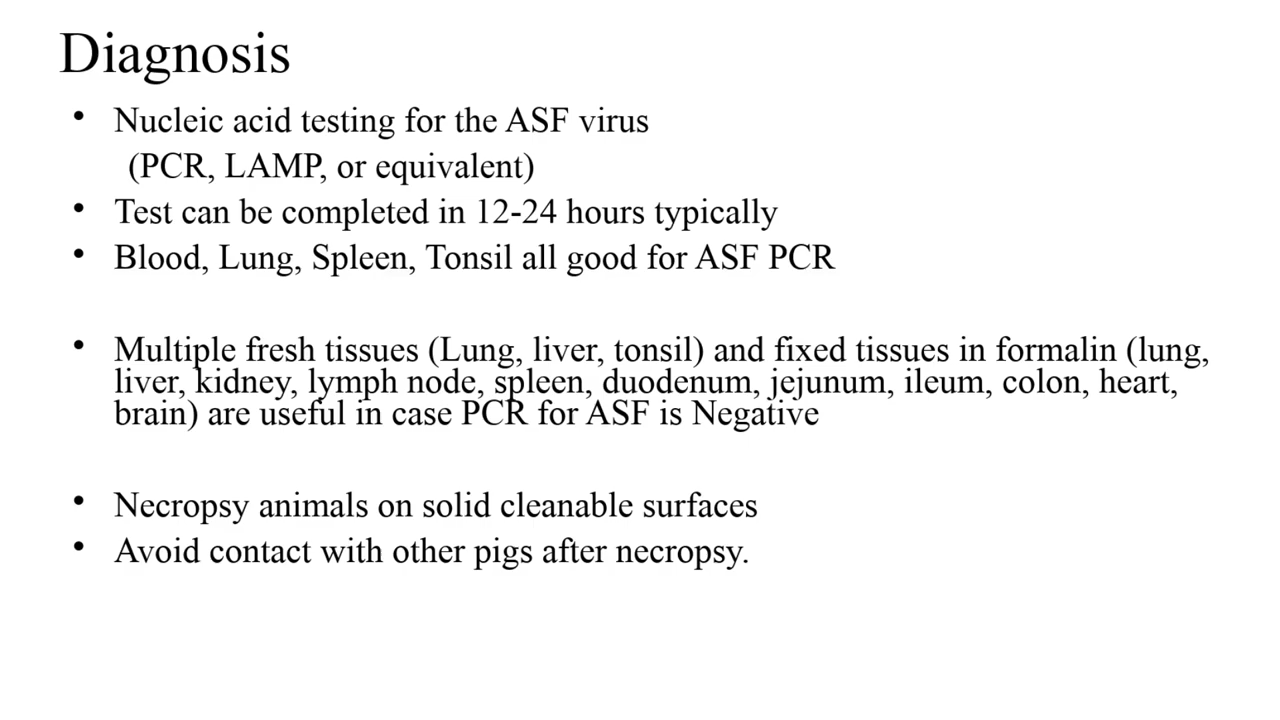 Diagnosis
• Nucleic acid testing for the ASF virus
(PCR, LAMP, or equivalent)
• Test can be completed in 12-24 hours typically
• Blood, Lung, Spleen, Tonsil all good for ASF PCR
• Multiple fresh tissues (Lung, liver, tonsil) and fixed tissues in formalin (lung,
liver, kidney, lymph node, spleen, duodenum, jejunum, ileum, colon, heart,
brain) are useful in case PCR for ASF is Negative
• Necropsy animals on solid cleanable surfaces
• Avoid contact with other pigs after necropsy.